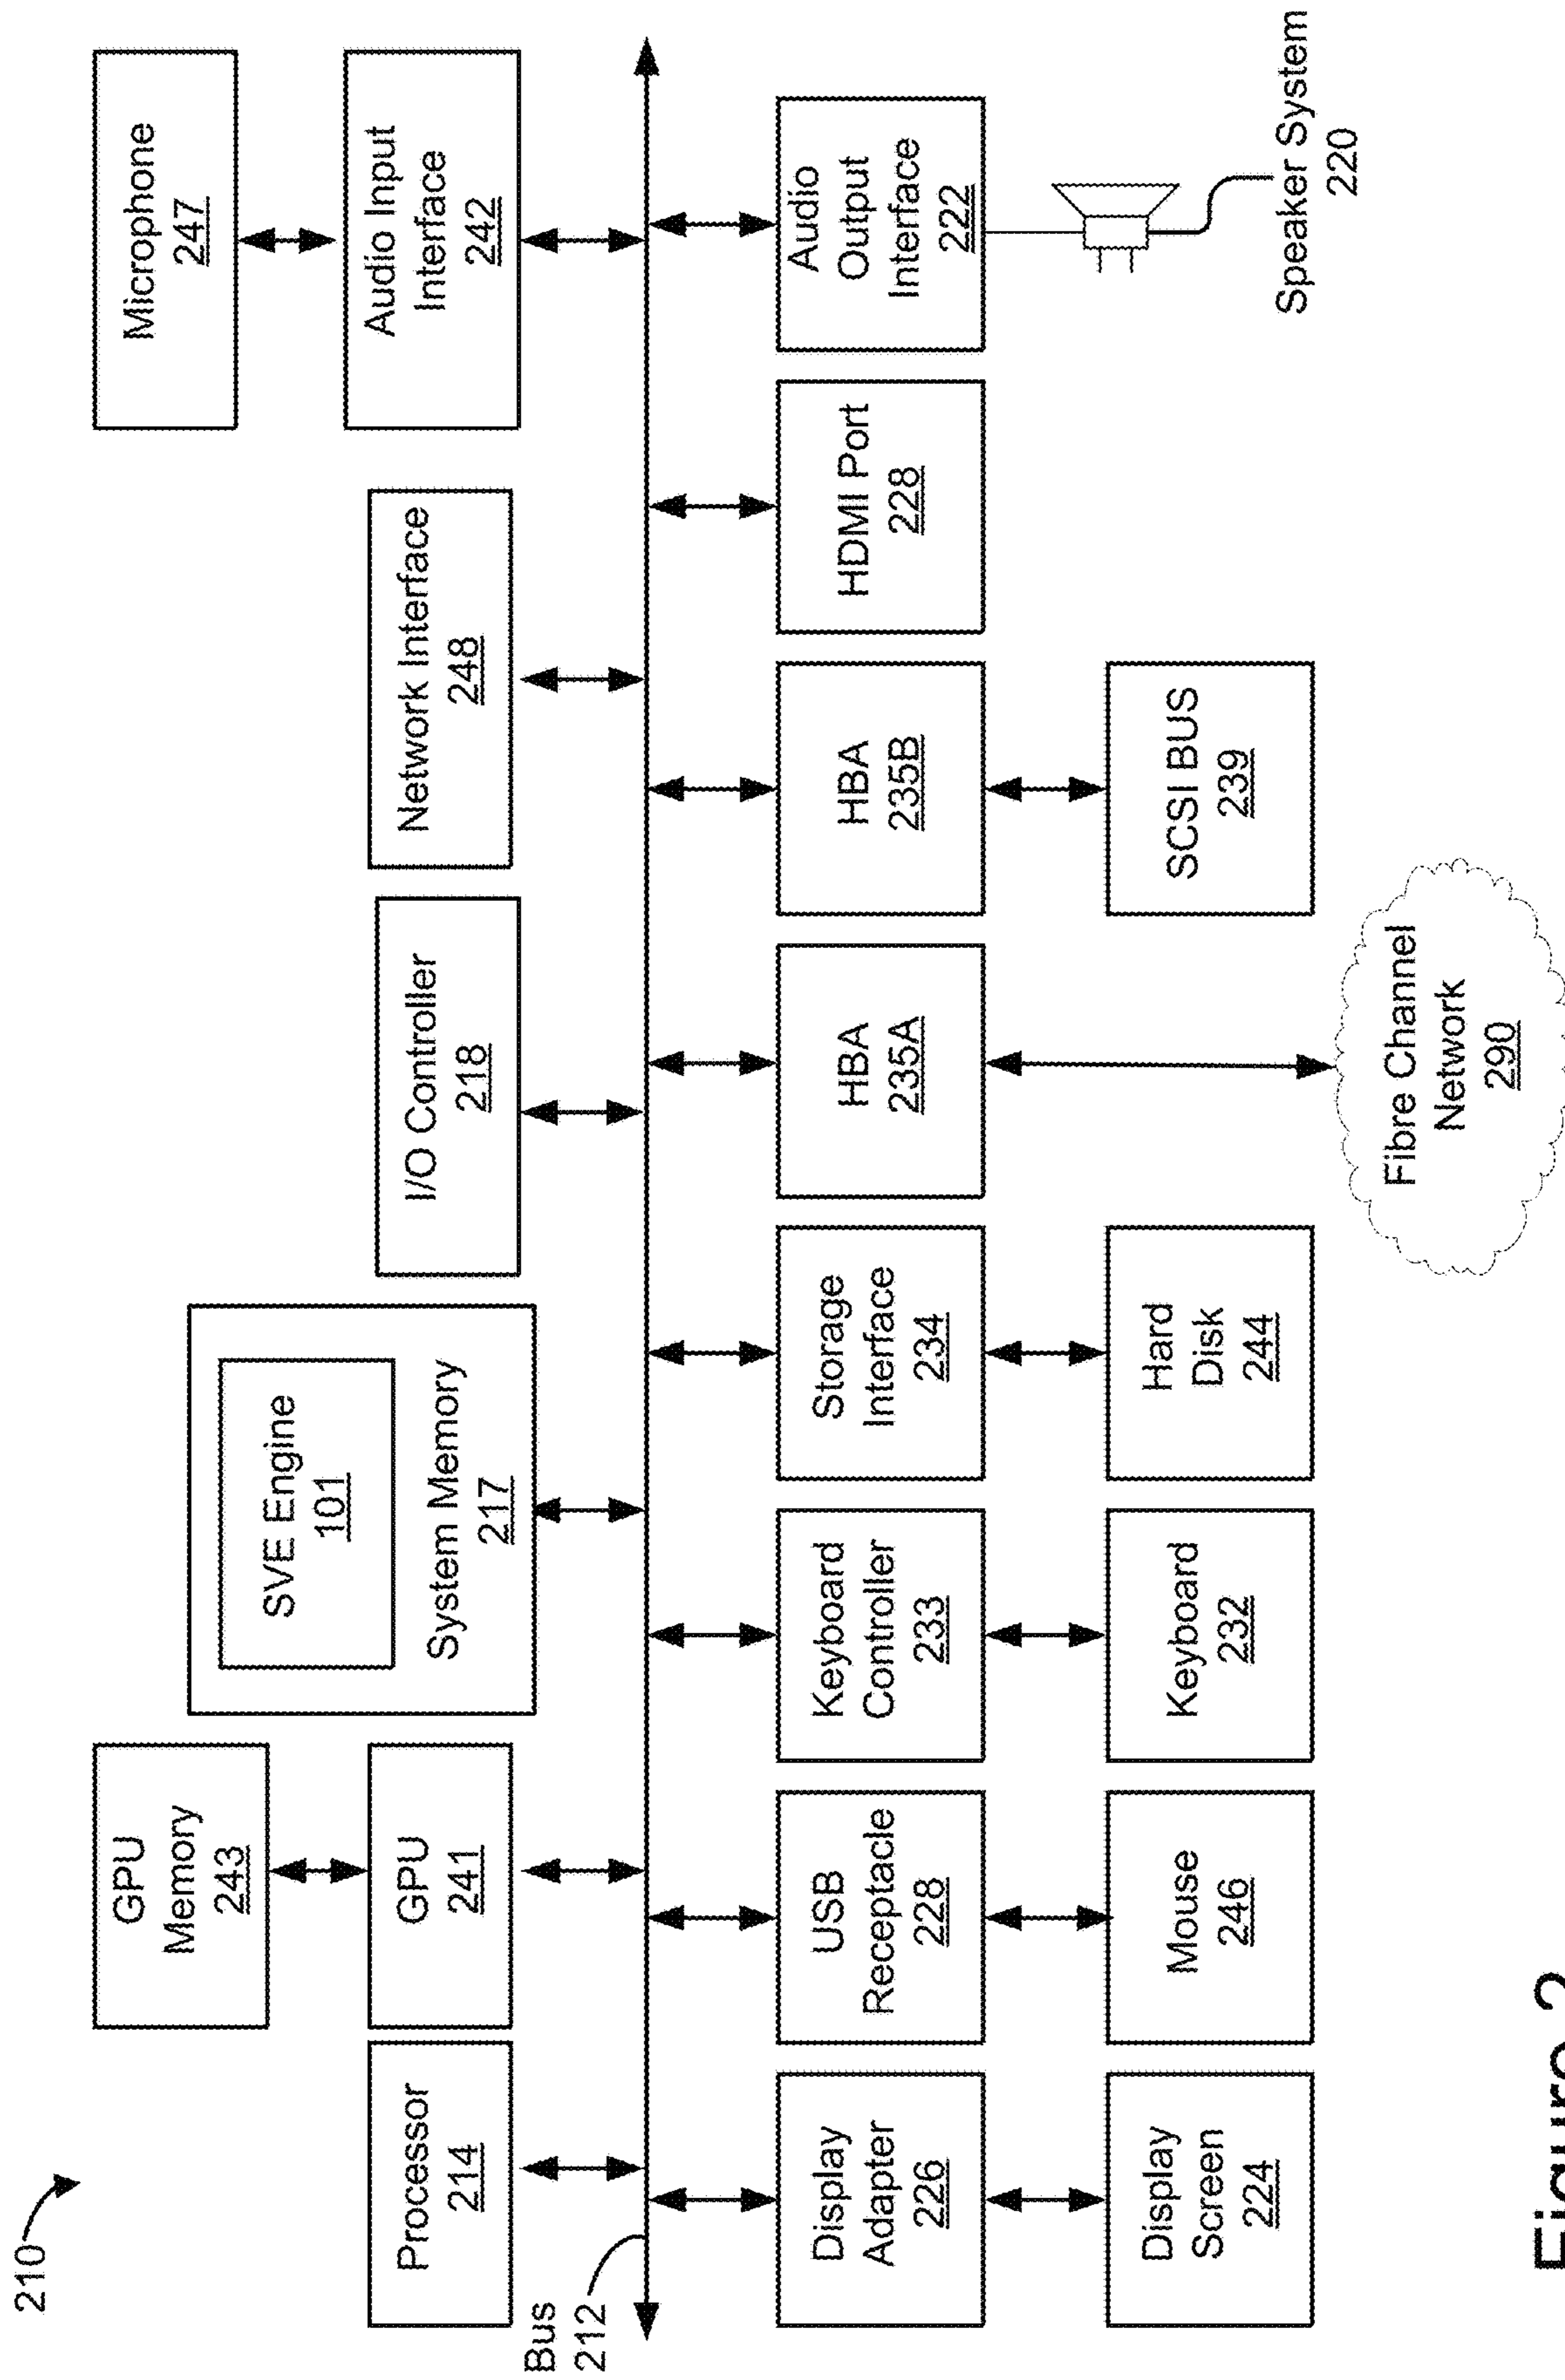 210
GPU
Memory
243
Microphone
247
Processor
214
GPU
241
SVE Engine
101
System Memory
217
I/O Controller
218
Network Interface
248
Audio Input
Interface
242
Bus
212
Display
Adapter
226
USB
Receptacle
228
Keyboard
Controller
233
Storage
Interface
234
HBA
235A
HBA
235B
HDMI Port
228
Audio
Output
Interface
222
Display
Screen
224
Mouse
246
Keyboard
232
Hard
Disk
244
SCSI BUS
239
Speaker System
220
Fibre Channel
Network
290
Figure 2